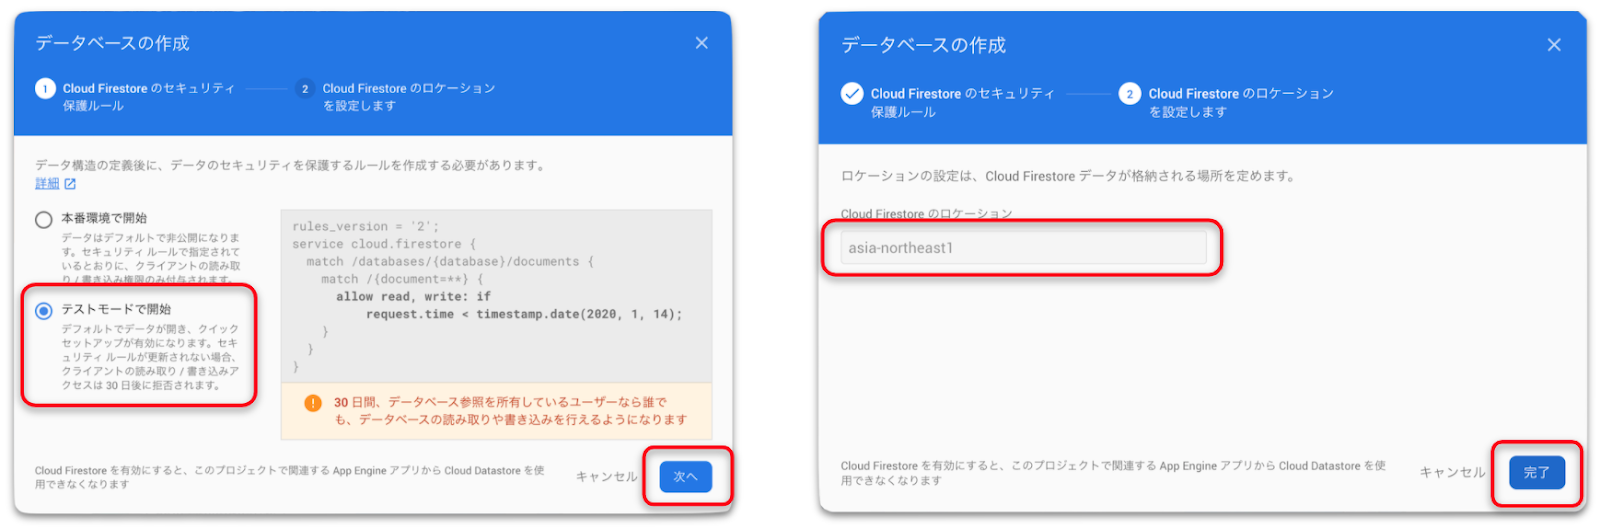 データベースの作成
1 Cloud Firestore のセキュリティ
保護ルール
2 Cloud Firestore のロケーション
を設定します
データ構造の定義後に、データのセキュリティを保護するルールを作成する必要があります。
詳細
本番環境で開始
データはデフォルトで非公開になりま
す。セキュリティ ルールで指定されて
いるとおりに、クライアントの読み取
り / 書き込み権限のみ付与されます。
テストモードで開始
デフォルトでデータが開き、クイック
セットアップが有効になります。セキ
ュリティ ルールが更新されない場合、
クライアントの読み取り / 書き込みア
クセスは 30 日後に拒否されます。
rules_version = '2';
service cloud.firestore {
match /databases/{database}/documents {
match /{document=**} {
allow read, write: if
request.time < timestamp.date(2020, 1, 14);
}
}
}
30 日間、データベース参照を所有しているユーザーなら誰で
も、データベースの読み取りや書き込みを行えるようになります
Cloud Firestore を有効にすると、このプロジェクトで関連する App Engine アプリから Cloud Datastore を使
用できなくなります
キャンセル
次へ
データベースの作成
Cloud Firestore のセキュリティ
保護ルール
2 Cloud Firestore のロケーション
を設定します
ロケーションの設定は、Cloud Firestore データが格納される場所を定めます。
Cloud Firestore のロケーション
asia-northeast1
Cloud Firestore を有効にすると、このプロジェクトで関連する App Engine アプリから Cloud Datastore を使
用できなくなります
キャンセル
完了